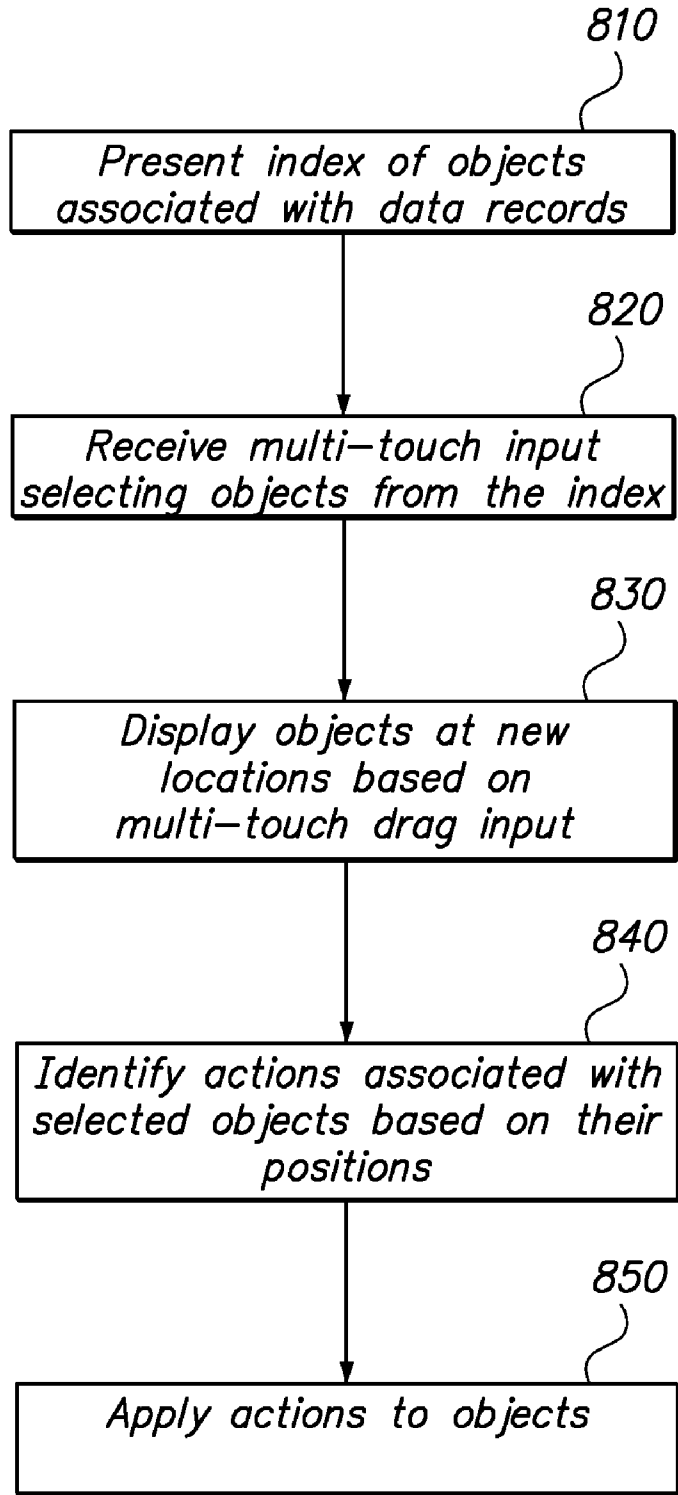 810
Present index of objects
associated with data records
820
Receive multi-touch input
selecting objects from the index
830
Display objects at new
locations based on
multi-touch drag input
840
Identify actions associated with
selected objects based on their
positions
850
Apply actions to objects